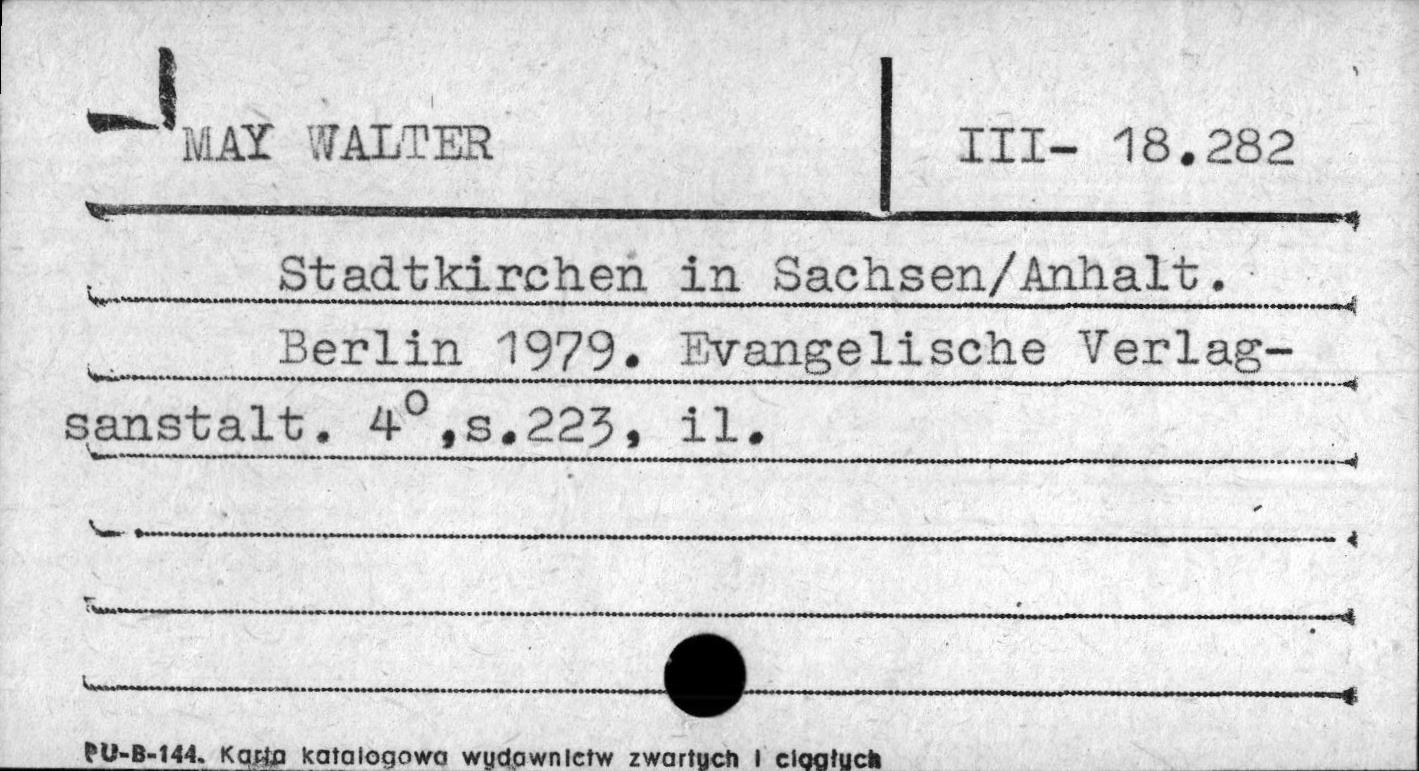 MAY WALTER
III- 18.282
Stadtkirchen in Sachsen/Anhalt.
Berlin 1979. Evangelische Verlag-
sanstalt. 4º,s.223, il.
PU-B-144. Karta katalogowa wydawnictw zwartych i ciągłych